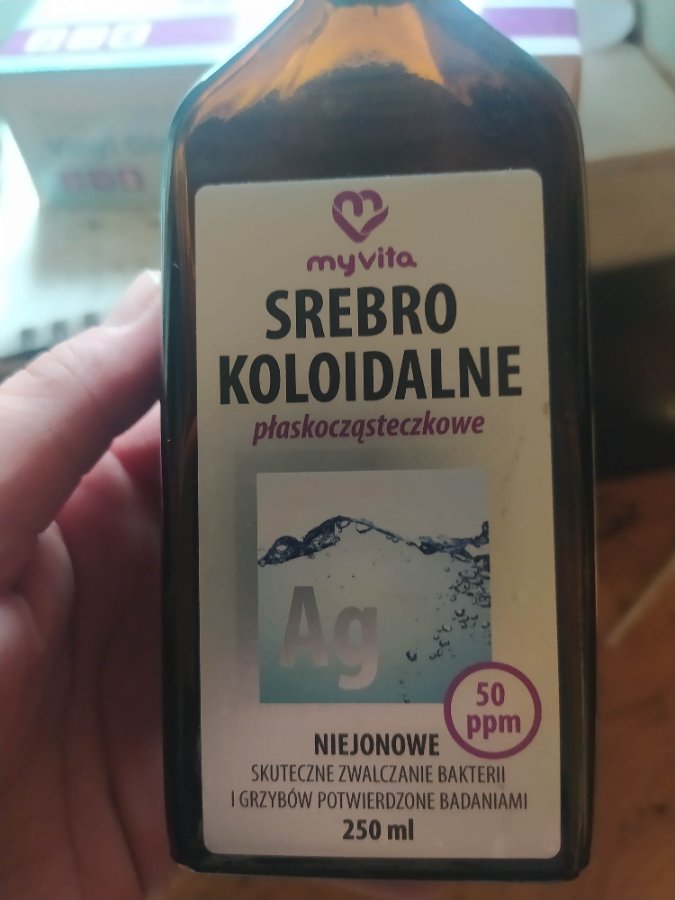 myvita
SREBRO
KOLOIDALNE
płaskocząsteczkowe
Ag
50
ppm
NIEJONOWE
SKUTECZNE ZWALCZANIE BAKTERII
I GRZYBÓW POTWIERDZONE BADANIAMI
250 ml